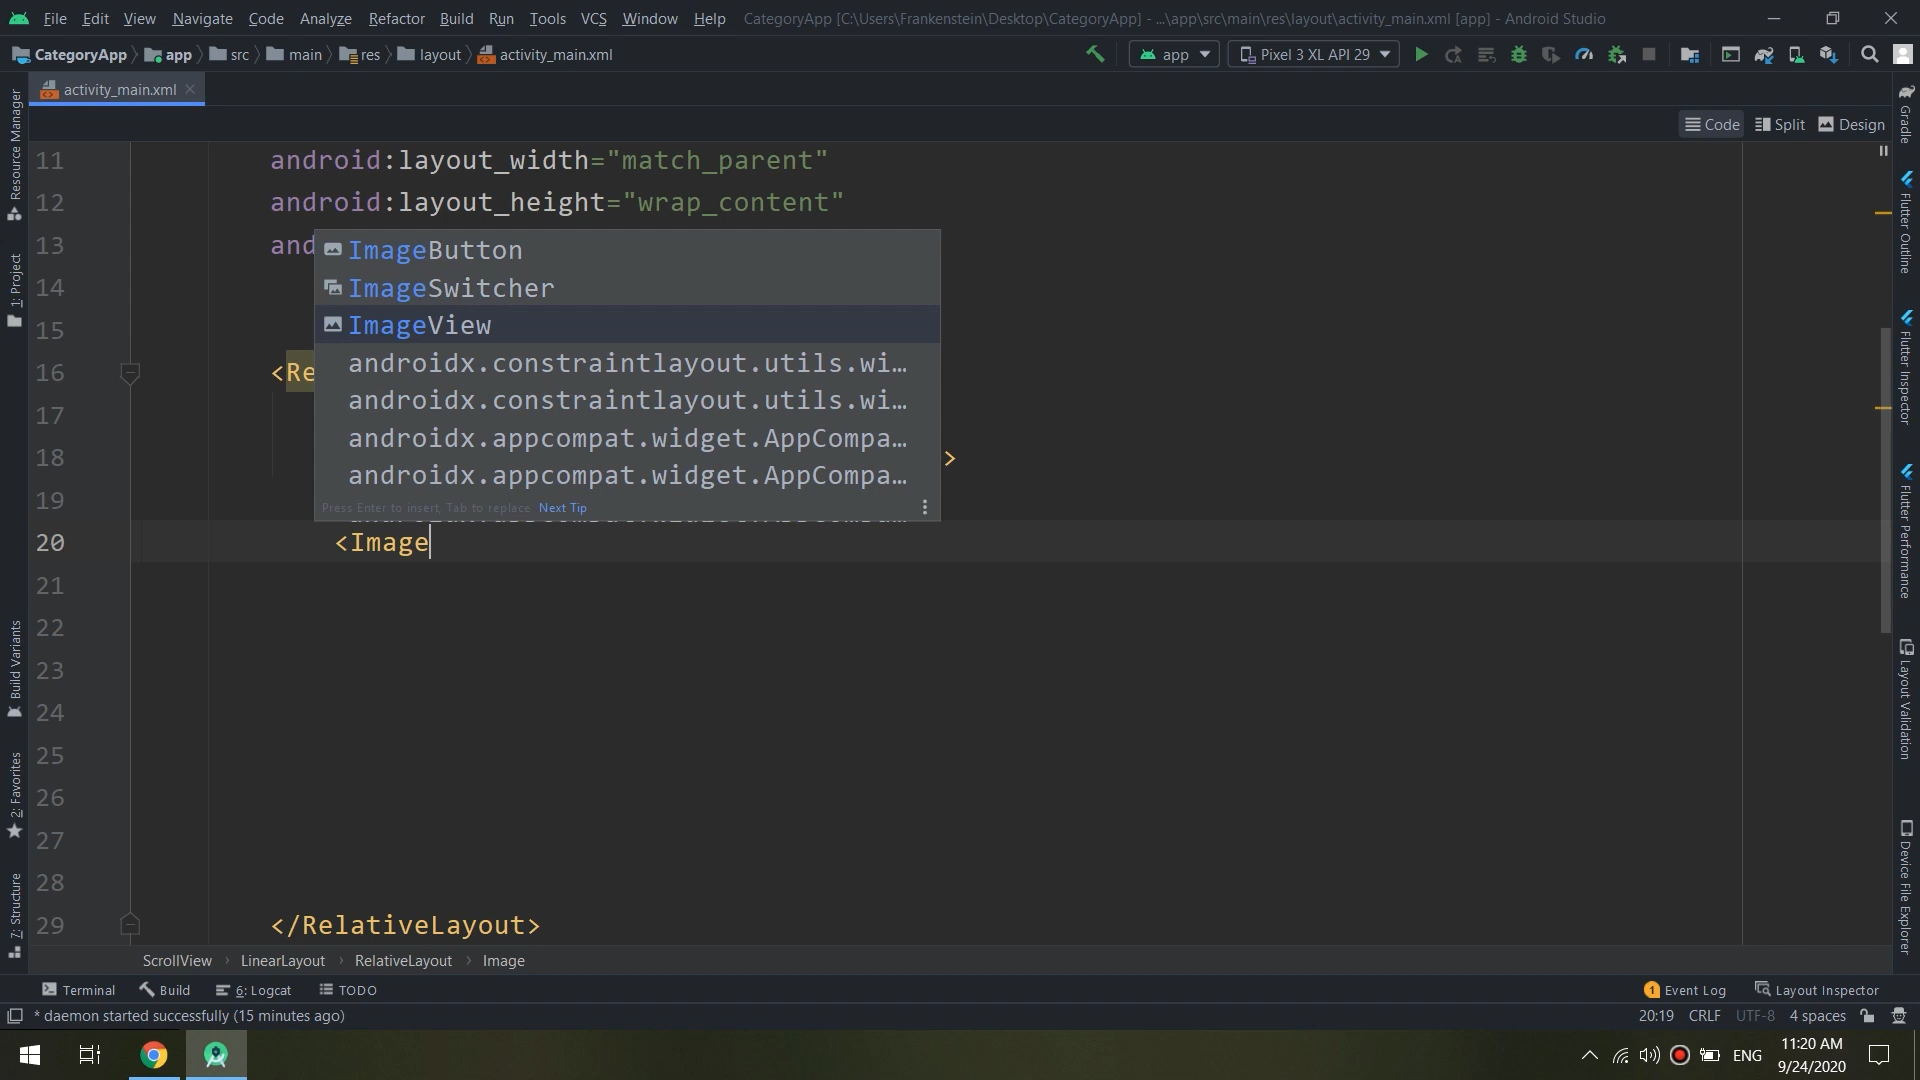 File Edit View Navigate Code Analyze Refactor Build Run Tools VCS Window Help CategoryApp [C:\Users\Frankenstein\Desktop\CategoryApp] - ...\app\src\main\res\layout\activity_main.xml [app] - Android Studio
CategoryApp app src main res layout activity_main.xml app Pixel 3 XL API 29
activity_main.xml
Code Split Design
11 android:layout_width="match_parent"
12 android:layout_height="wrap_content"
13 and
ImageButton
14 ImageSwitcher
15 ImageView
16 <Re androidx.constraintlayout.utils.wi...
17 androidx.constraintlayout.utils.wi...
18 androidx.appcompat.widget.AppCompa... >
19 androidx.appcompat.widget.AppCompa...
Press Enter to insert, Tab to replace Next Tip
20 <Image
21
22
23
24
25
26
27
28
29 </RelativeLayout>
ScrollView LinearLayout RelativeLayout Image
Terminal Build 6: Logcat TODO 1 Event Log Layout Inspector
* daemon started successfully (15 minutes ago) 20:19 CRLF UTF-8 4 spaces
ENG 11:20 AM
9/24/2020
Resource Manager
1: Project
Build Variants
2: Favorites
7: Structure
Gradle
Flutter Outline
Flutter Inspector
Flutter Performance
Layout Validation
Device File Explorer